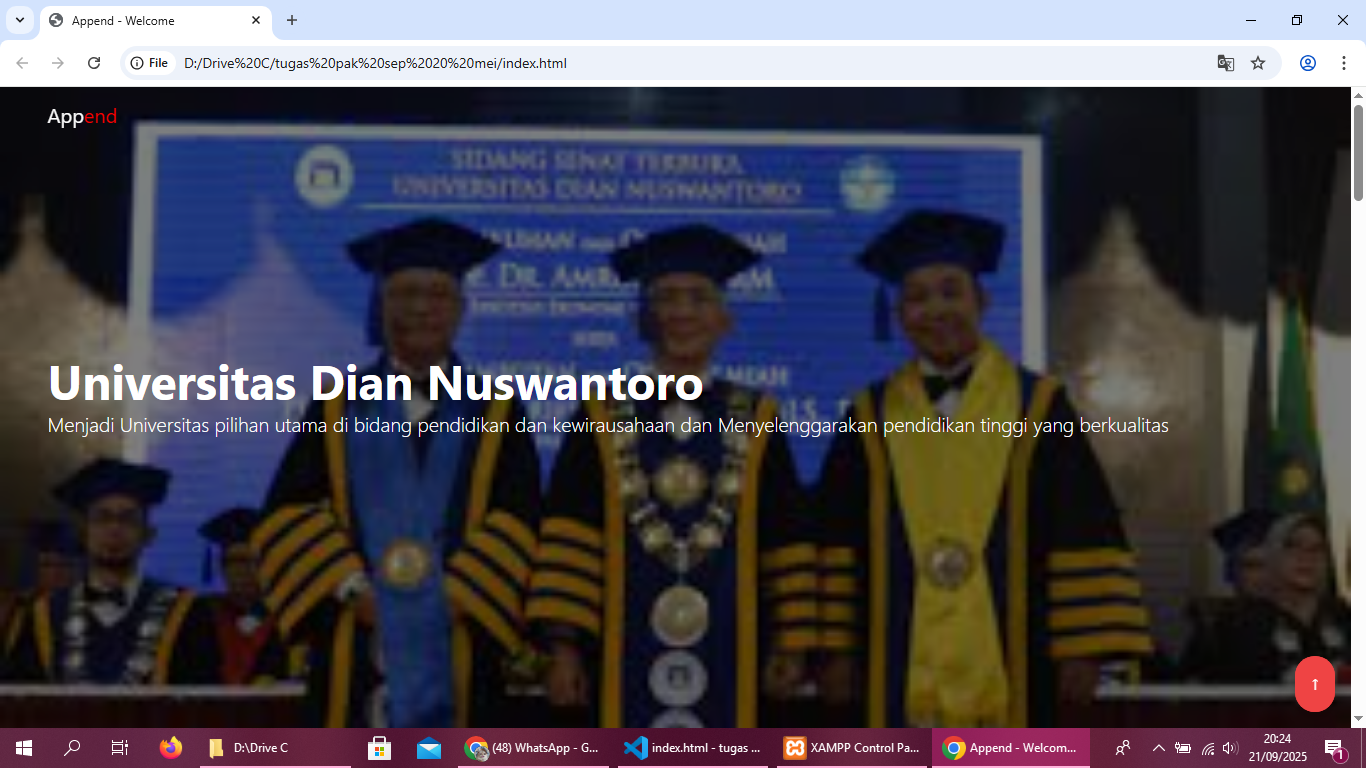 Append - Welcome
File
D:/Drive%20C/tugas%20pak%20sep%2020%20mei/index.html
Append
SIDANG SENAT TERBUKA
UNIVERSITAS DIAN NUSWANTORO
DR.
Universitas Dian Nuswantoro
Menjadi Universitas pilihan utama di bidang pendidikan dan kewirausahaan dan Menyelenggarakan pendidikan tinggi yang berkualitas
D:\Drive C
(48) WhatsApp - G...
index.html - tugas ...
XAMPP Control Pa...
Append - Welcom...
20:24
21/09/2025
1